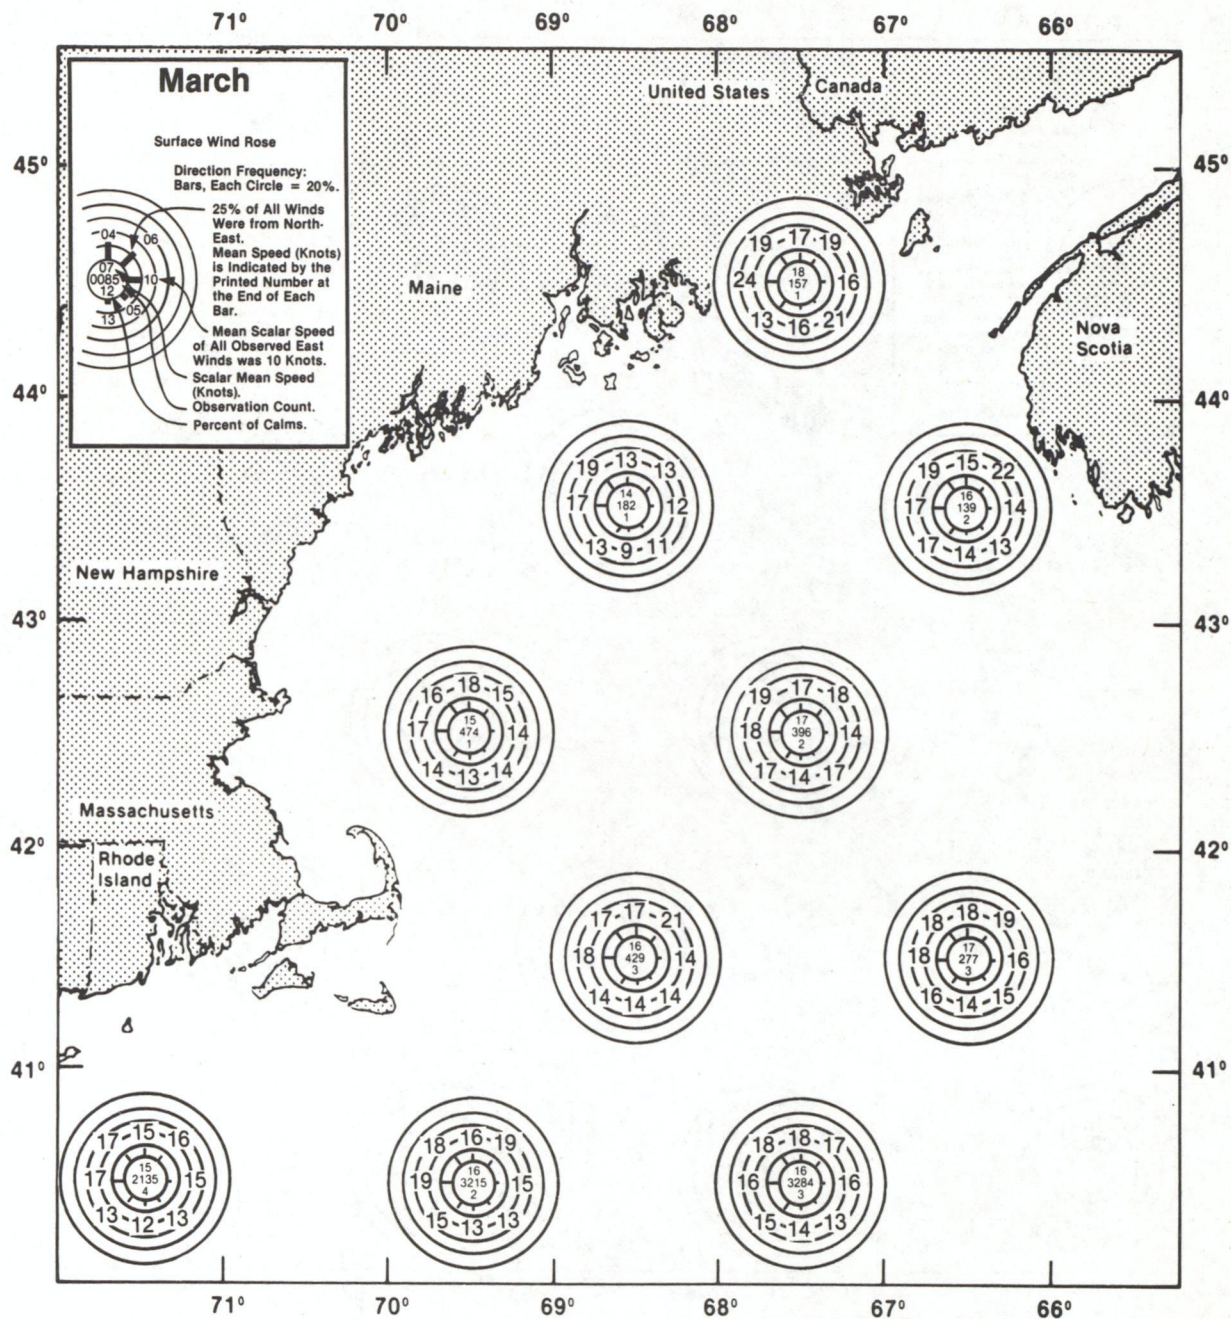 71° 70° 69° 68° 67° 66°
March
United States Canada
Surface Wind Rose
45° 45°
Direction Frequency:
Bars, Each Circle = 20%.
25% of All Winds
Were from North-
East.
Mean Speed (Knots)
is Indicated by the
Printed Number at
the End of Each
Bar.
Mean Scalar Speed
of All Observed East
Winds was 10 Knots.
Scalar Mean Speed
(Knots).
Observation Count.
Percent of Calms.
04 06
07
0085 10
12 05
13
Maine
Nova
Scotia
19 17 19
18
24 157 16
1
13 16 21
44° 44°
19 13 13
14
17 182 12
1
13 9 11
19 15 22
16
17 139 14
2
17 14 13
New Hampshire
43° 43°
16 18 15
15
17 474 14
1
14 13 14
19 17 18
17
18 396 14
2
17 14 17
Massachusetts
42° 42°
Rhode
Island
17 17 21
16
18 429 14
3
14 14 14
18 18 19
17
18 277 16
3
16 14 15
41° 41°
17 15 16
15
17 2135 15
4
13 12 13
18 16 19
16
19 3215 15
2
15 13 13
18 18 17
16
16 3284 16
3
15 14 13
71° 70° 69° 68° 67° 66°